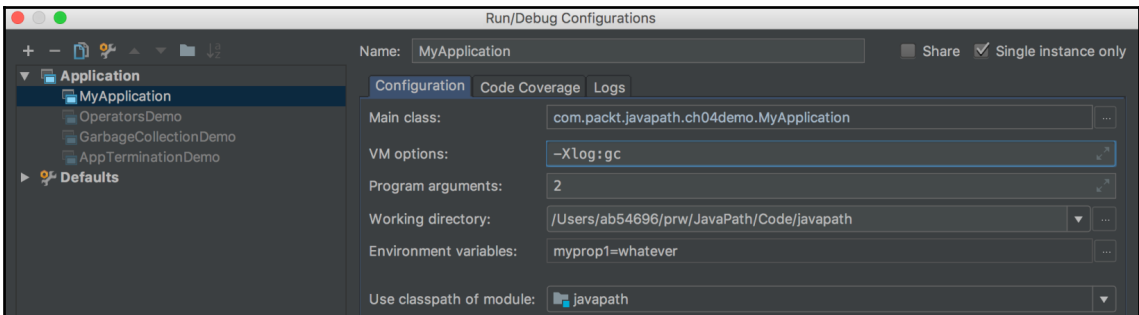 Run/Debug Configurations
Name: MyApplication Share Single instance only
Application
MyApplication
OperatorsDemo
GarbageCollectionDemo
AppTerminationDemo
Defaults
Configuration Code Coverage Logs
Main class: com.packt.javapath.ch04demo.MyApplication ...
VM options: -Xlog:gc
Program arguments: 2
Working directory: /Users/ab54696/prw/JavaPath/Code/javapath ...
Environment variables: myprop1=whatever ...
Use classpath of module: javapath